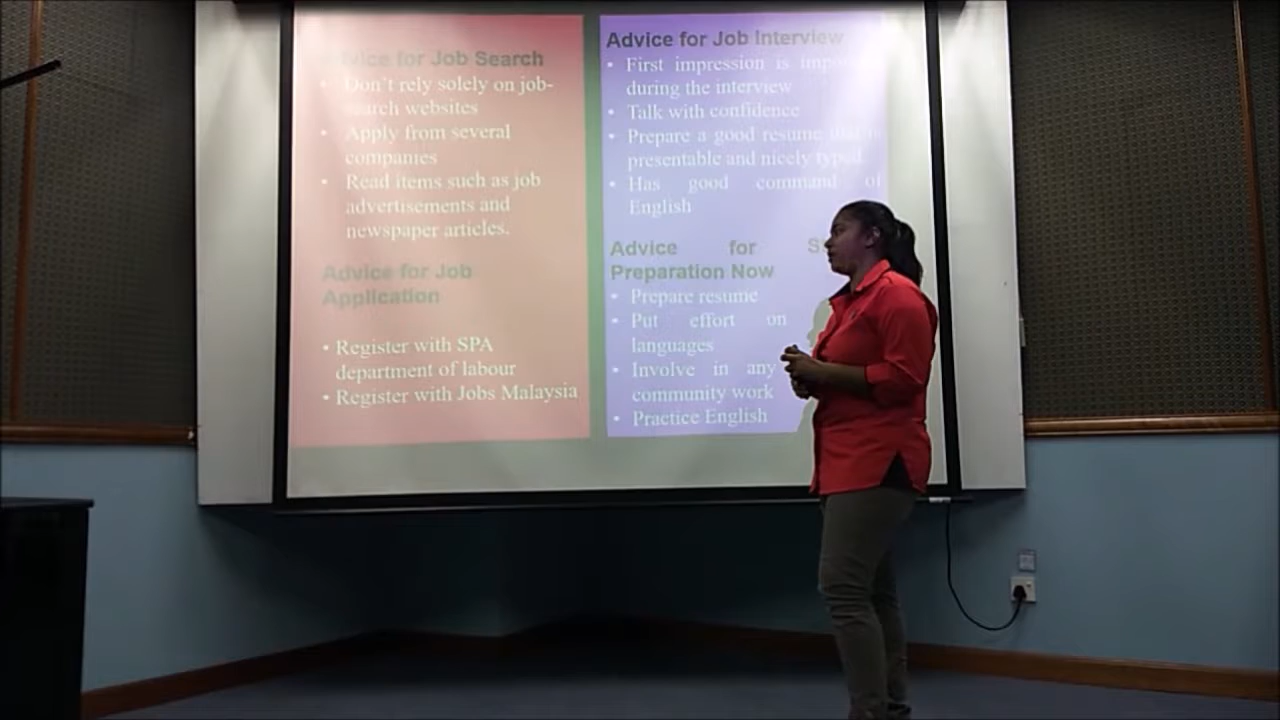 for Job Search
• Don't rely solely on job-
search websites
• Apply from several
companies
• Read items such as job
advertisements and
newspaper articles.
Advice for Job
Application
• Register with SPA
department of labour
• Register with Jobs Malaysia
Advice for Job Interview
• First impression is
during the interview
• Talk with confidence
• Prepare a good resume
presentable and nicely typed
• Has good command of
English
Advice for
Preparation Now
• Prepare resume
• Put effort on
languages
• Involve in any
community work
• Practice English